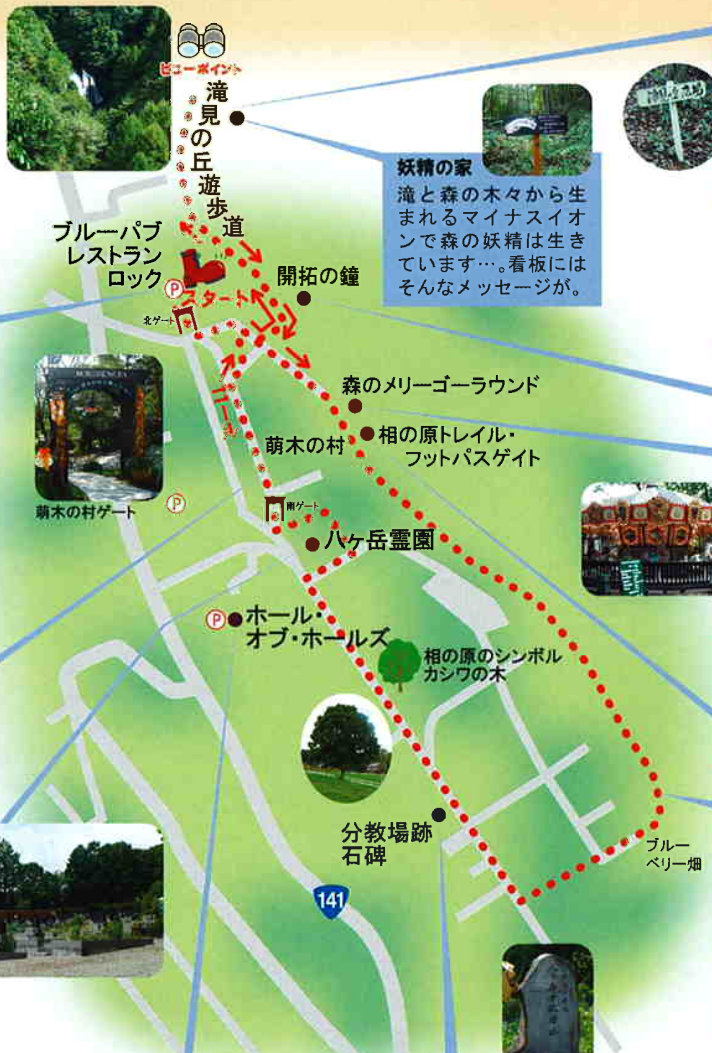 ビューポイント
滝見の丘遊歩道
妖精の家
滝と森の木々から生
まれるマイナスイオ
ンで森の妖精は生き
ています…。看板には
そんなメッセージが。
ブルーパブ
レストラン
ロック
P
スタート
北ゲート
開拓の鐘
ゴール
森のメリーゴーラウンド
相の原トレイル・
フットパスゲイト
萌木の村
萌木の村ゲート
P
南ゲート
八ヶ岳霊園
P
ホール・
オブ・ホールズ
相の原のシンボル
カシワの木
分教場跡
石碑
ブルー
ベリー畑
141